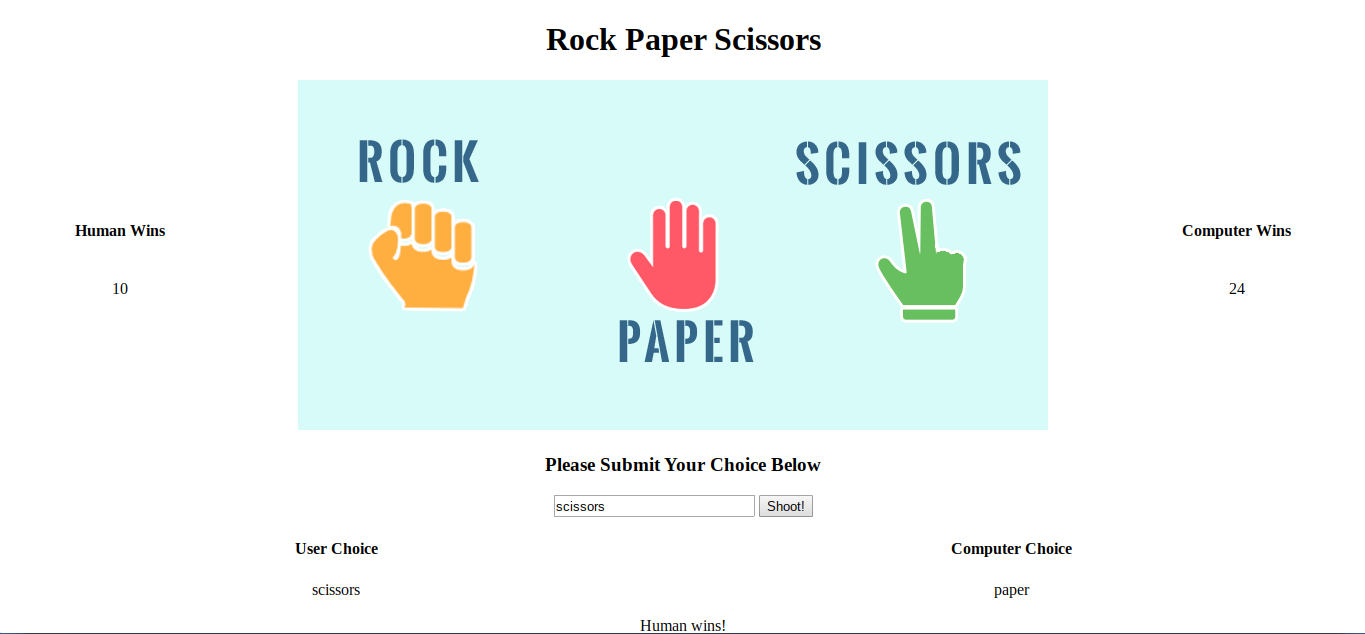 Rock Paper Scissors
ROCK
SCISSORS
PAPER
Human Wins
10
Computer Wins
24
Please Submit Your Choice Below
scissors
Shoot!
User Choice
scissors
Computer Choice
paper
Human wins!